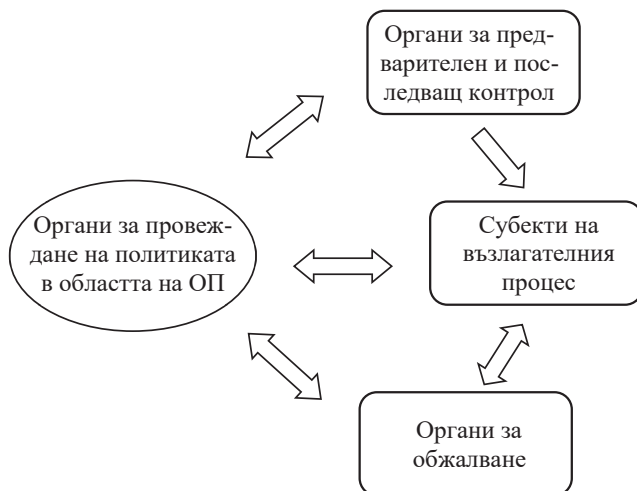 Органи за пред-
варителен и пос-
ледващ контрол
Органи за провеж-
дане на политиката
в областта на ОП
Субекти на
възлагателния
процес
Органи за
обжалване